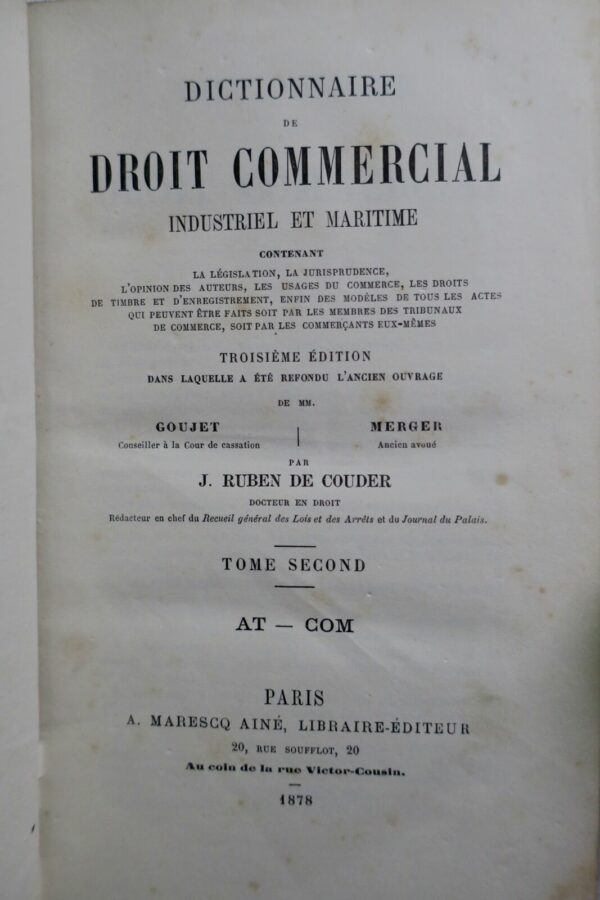 DICTIONNAIRE
DE
DROIT COMMERCIAL
INDUSTRIEL ET MARITIME
CONTENANT
LA LÉGISLATION, LA JURISPRUDENCE,
L'OPINION DES AUTEURS, LES USAGES DU COMMERCE, LES DROITS
DE TIMBRE ET D'ENREGISTREMENT, ENFIN DES MODÈLES DE TOUS LES ACTES
QUI PEUVENT ÊTRE FAITS SOIT PAR LES MEMBRES DES TRIBUNAUX
DE COMMERCE, SOIT PAR LES COMMERÇANTS EUX-MÊMES
TROISIÈME ÉDITION
DANS LAQUELLE A ÉTÉ REFONDU L'ANCIEN OUVRAGE
DE MM.
GOUJET | MERGER
Conseiller à la Cour de cassation | Ancien avoué
PAR
J. RUBEN DE COUDER
DOCTEUR EN DROIT
Rédacteur en chef du Recueil général des Lois et des Arrêts et du Journal du Palais.
TOME SECOND
AT — COM
PARIS
A. MARESCQ AINÉ, LIBRAIRE-ÉDITEUR
20, RUE SOUFFLOT, 20
Au coin de la rue Victor-Cousin.
1878